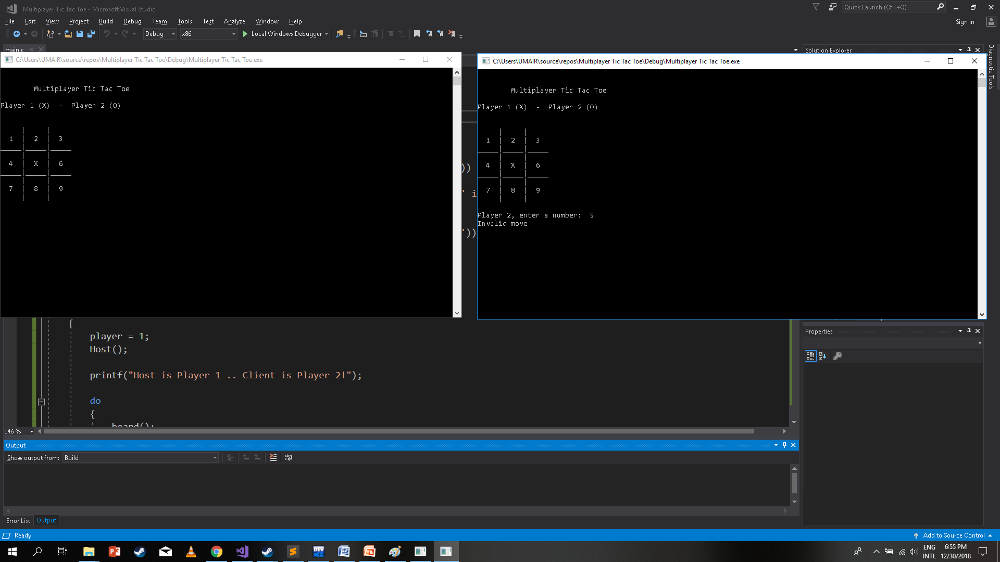 Multiplayer Tic Tac Toe - Microsoft Visual Studio
Quick Launch (Ctrl+Q)
File Edit View Project Build Debug Team Tools Test Analyze Window Help
Sign in
Debug x86 Local Windows Debugger
main.c
Solution Explorer
Diagnostic Tools
C:\Users\UMAIR\source\repos\Multiplayer Tic Tac Toe\Debug\Multiplayer Tic Tac Toe.exe
Multiplayer Tic Tac Toe
Player 1 (X)  -  Player 2 (O)
1 | 2 | 3
4 | X | 6
7 | 8 | 9
C:\Users\UMAIR\source\repos\Multiplayer Tic Tac Toe\Debug\Multiplayer Tic Tac Toe.exe
Multiplayer Tic Tac Toe
Player 1 (X)  -  Player 2 (O)
1 | 2 | 3
4 | X | 6
7 | 8 | 9
Player 2, enter a number:  5
Invalid move
))
' i
'))
{
player = 1;
Host();
printf("Host is Player 1 .. Client is Player 2!");
do
{
board();
146 %
Properties
Output
Show output from: Build
Error List Output
Ready
Add to Source Control
DEV
ENG
INTL
6:55 PM
12/30/2018